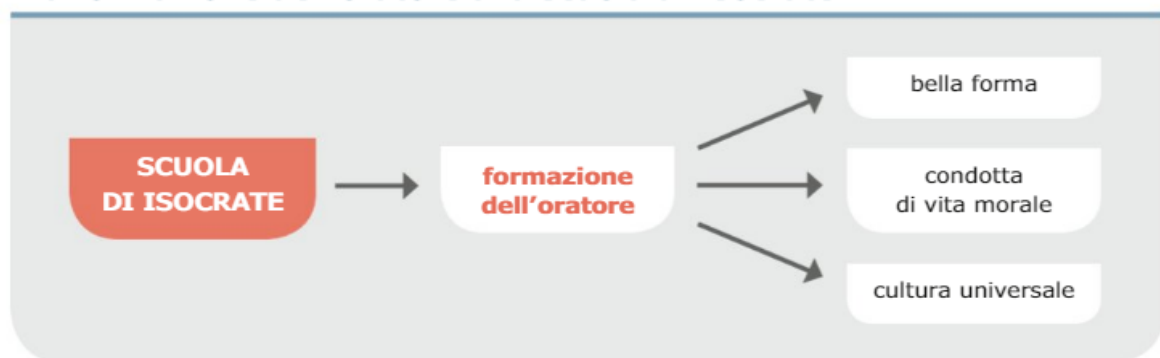 SCUOLA
DI ISOCRATE
formazione
dell'oratore
bella forma
condotta
di vita morale
cultura universale